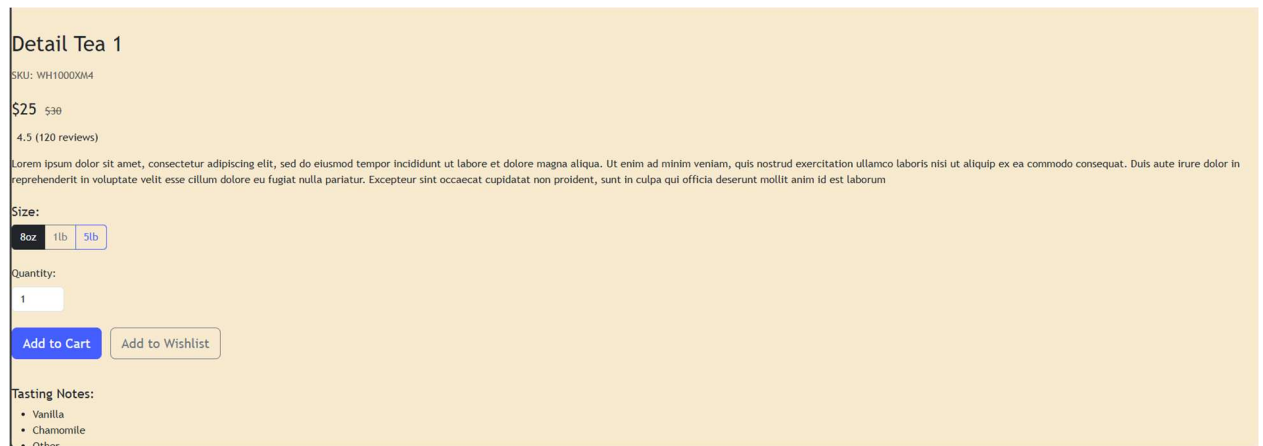 Detail Tea 1
SKU: WH1000XM4
$25 $30
4.5 (120 reviews)
Lorem ipsum dolor sit amet, consectetur adipiscing elit, sed do eiusmod tempor incididunt ut labore et dolore magna aliqua. Ut enim ad minim veniam, quis nostrud exercitation ullamco laboris nisi ut aliquip ex ea commodo consequat. Duis aute irure dolor in
reprehenderit in voluptate velit esse cillum dolore eu fugiat nulla pariatur. Excepteur sint occaecat cupidatat non proident, sunt in culpa qui officia deserunt mollit anim id est laborum
Size:
8oz 1lb 5lb
Quantity:
1
Add to Cart Add to Wishlist
Tasting Notes:
• Vanilla
• Chamomile
• Other